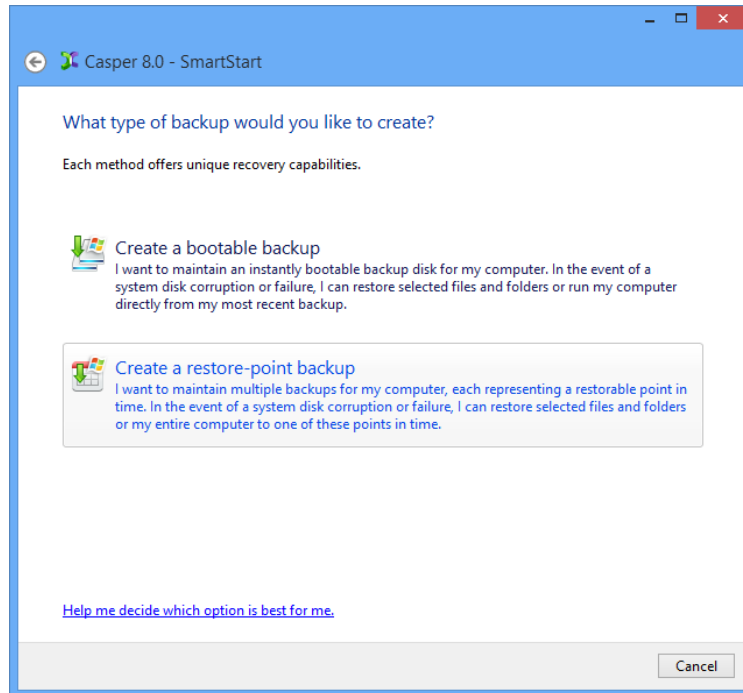 Casper 8.0 - SmartStart
What type of backup would you like to create?
Each method offers unique recovery capabilities.
Create a bootable backup
I want to maintain an instantly bootable backup disk for my computer. In the event of a
system disk corruption or failure, I can restore selected files and folders or run my computer
directly from my most recent backup.
Create a restore-point backup
I want to maintain multiple backups for my computer, each representing a restorable point in
time. In the event of a system disk corruption or failure, I can restore selected files and folders
or my entire computer to one of these points in time.
Help me decide which option is best for me.
Cancel